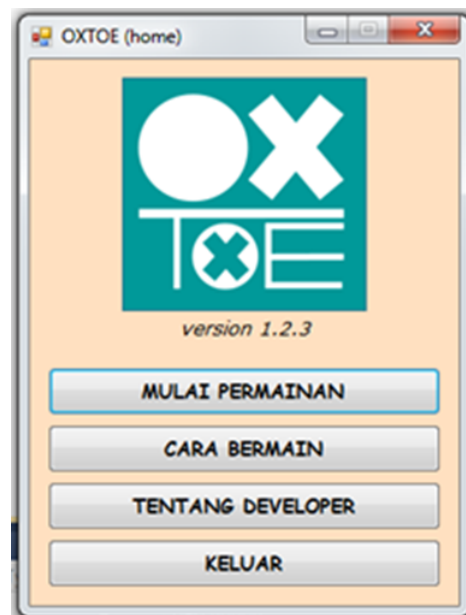 OXTOE (home)
OX
TOE
version 1.2.3
MULAI PERMAINAN
CARA BERMAIN
TENTANG DEVELOPER
KELUAR